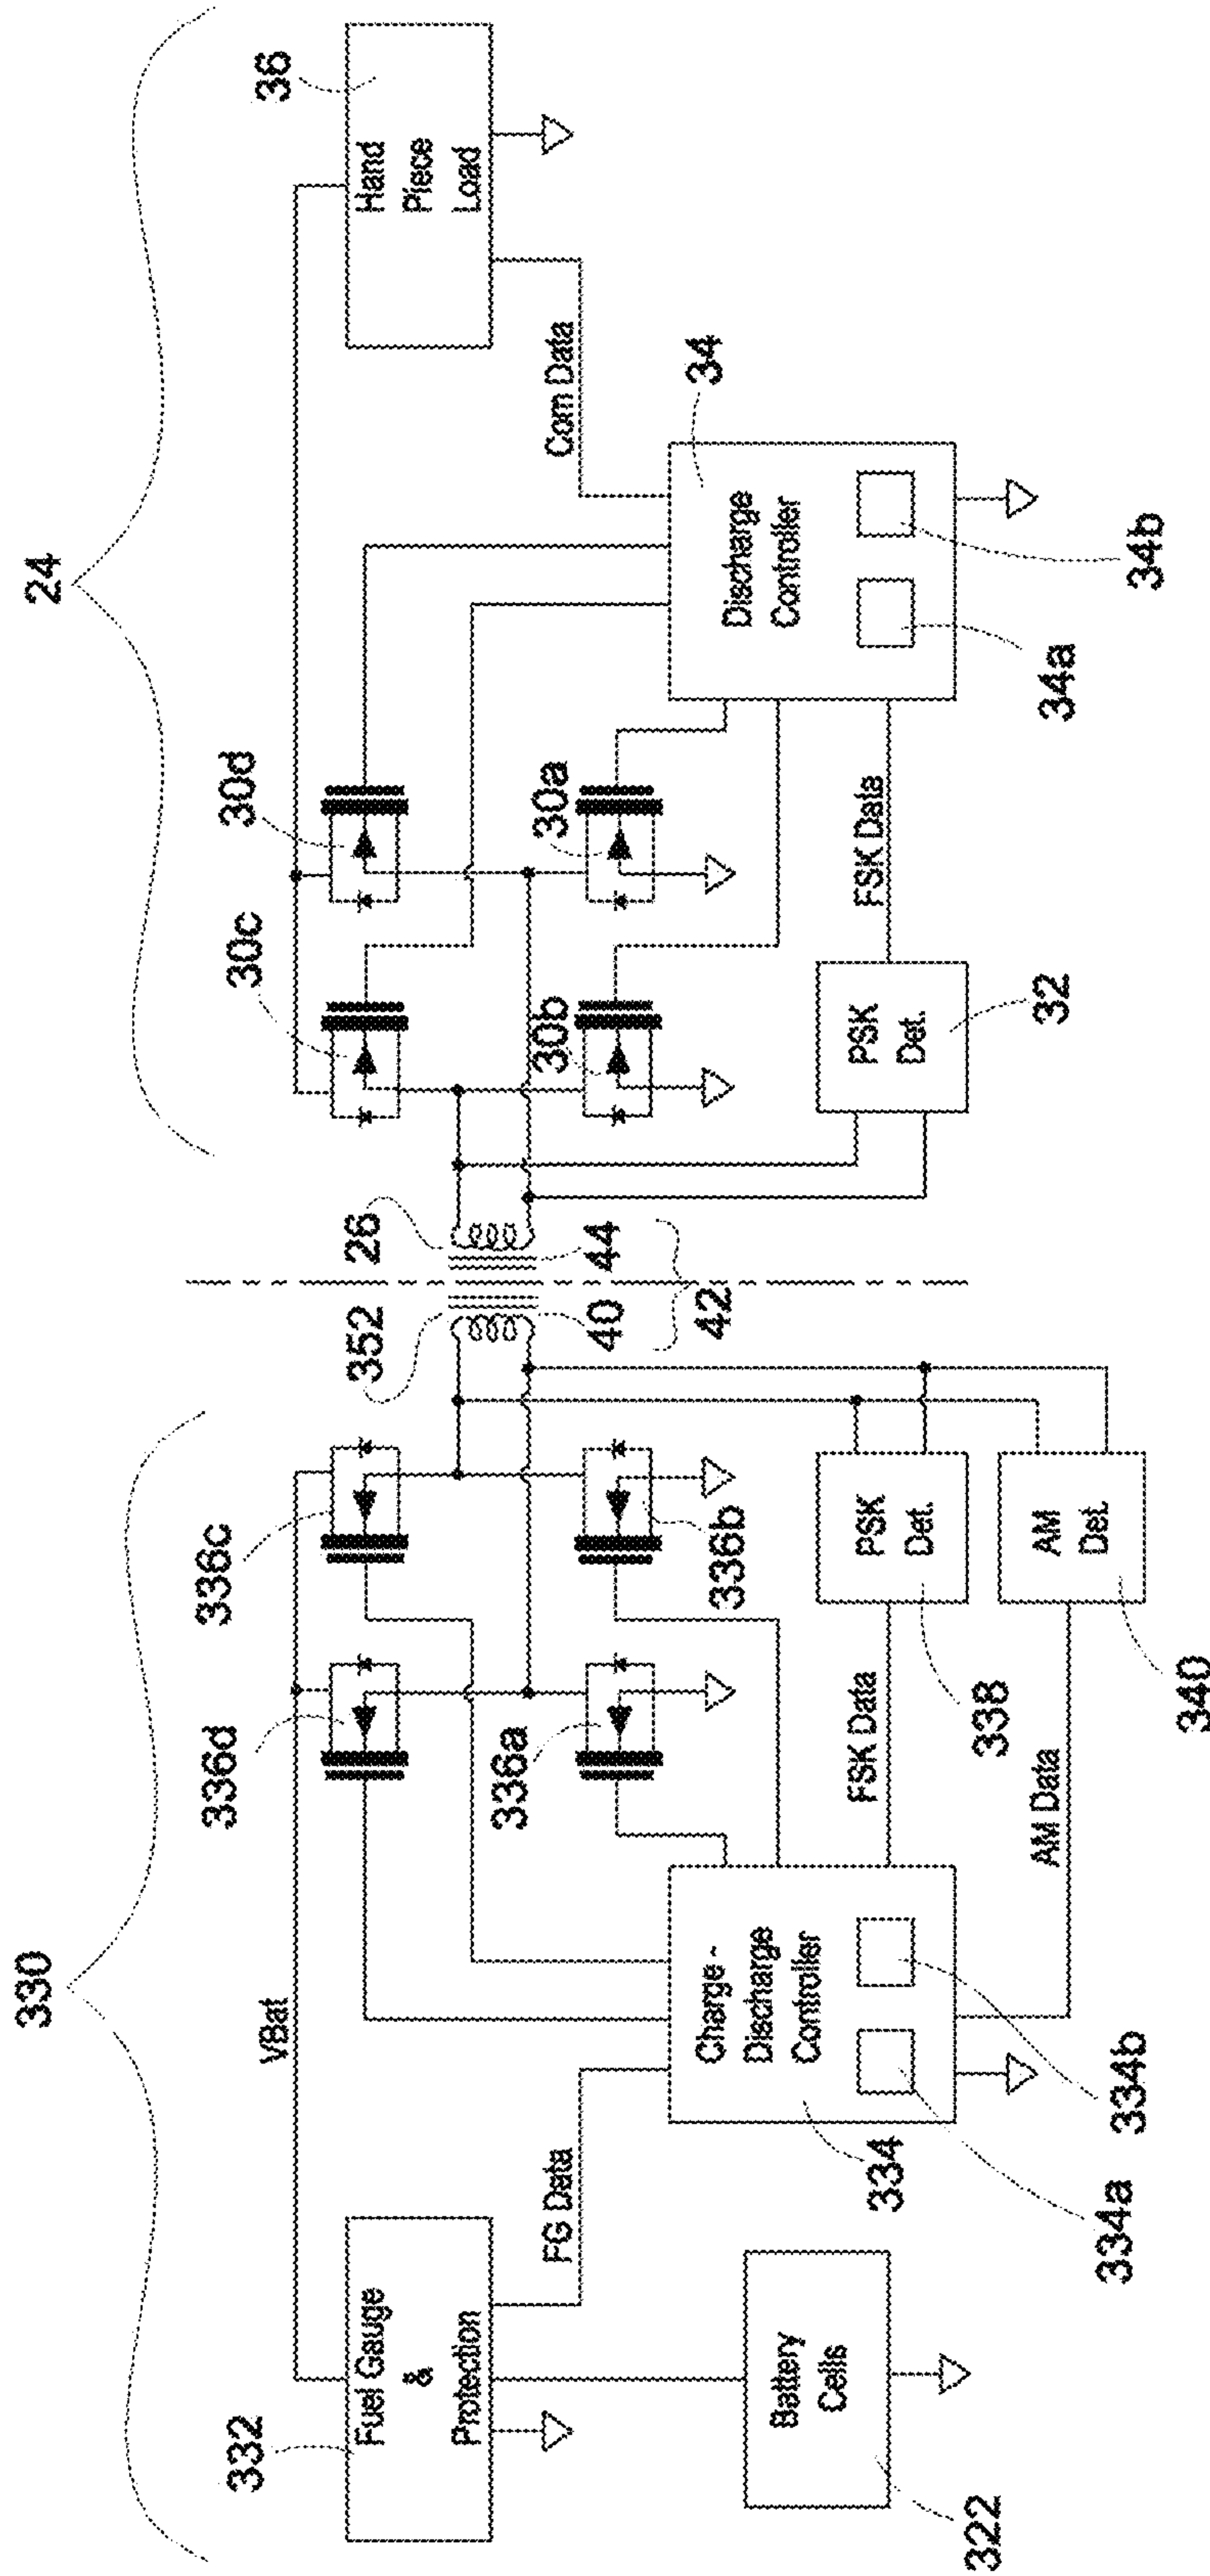 330
24
332
Fuel Gauge
&
Protection
VBat
336d
336c
352
26
30c
30d
36
Hand
Piece
Load
FG Data
336a
336b
40
44
42
30b
30a
Com Data
322
Battery
Cells
334
Charge -
Discharge
Controller
334a
334b
FSK Data
AM Data
PSK
Det.
338
AM
Det.
340
PSK
Det.
32
FSK Data
34
Discharge
Controller
34a
34b